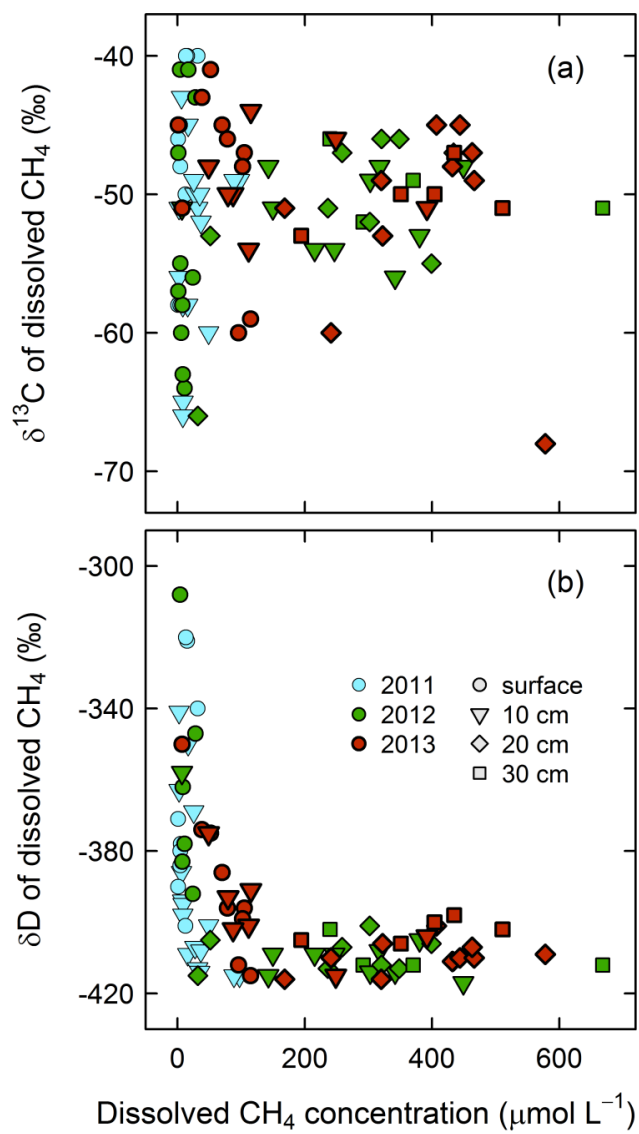 (a)
δ¹³C of dissolved CH₄ (‰)
-40
-50
-60
-70
(b)
δD of dissolved CH₄ (‰)
-300
-340
-380
-420
2011
2012
2013
surface
10 cm
20 cm
30 cm
0 200 400 600
Dissolved CH₄ concentration (μmol L⁻¹)